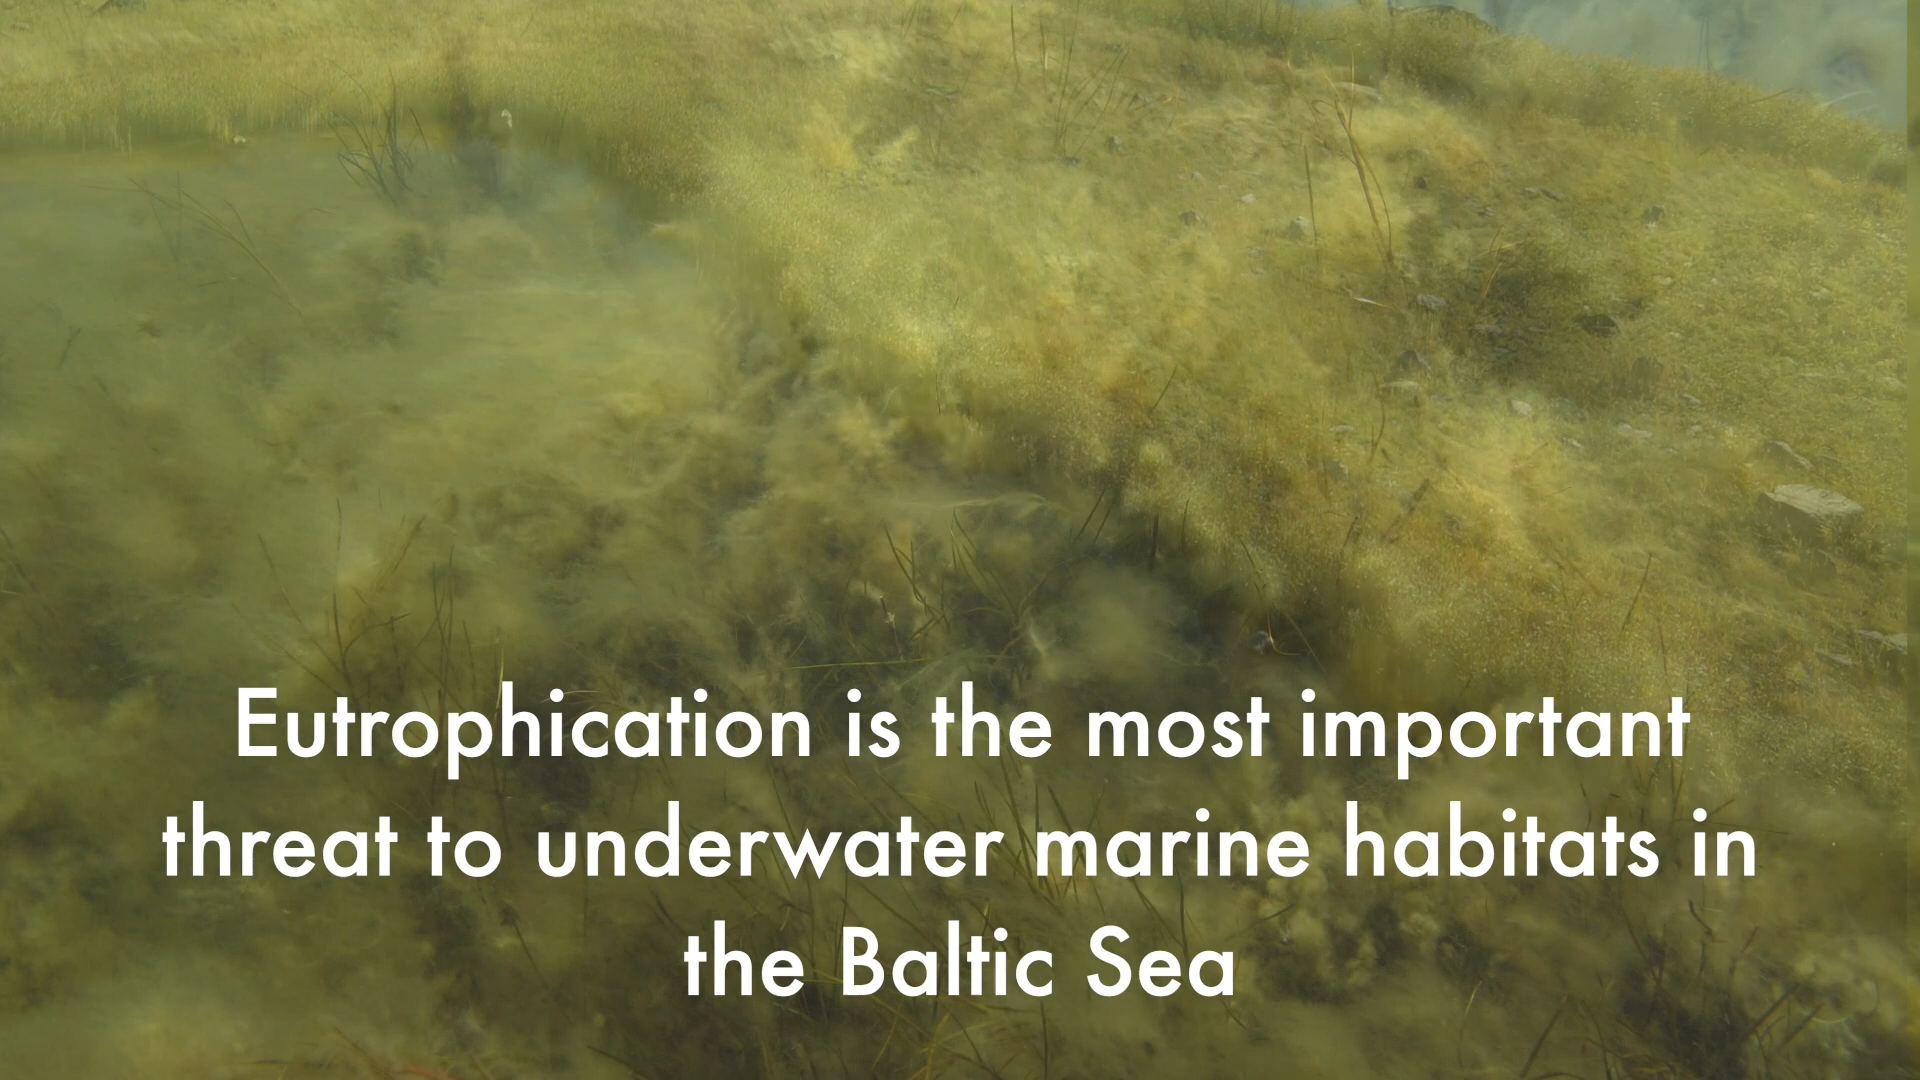 Eutrophication is the most important
threat to underwater marine habitats in
the Baltic Sea